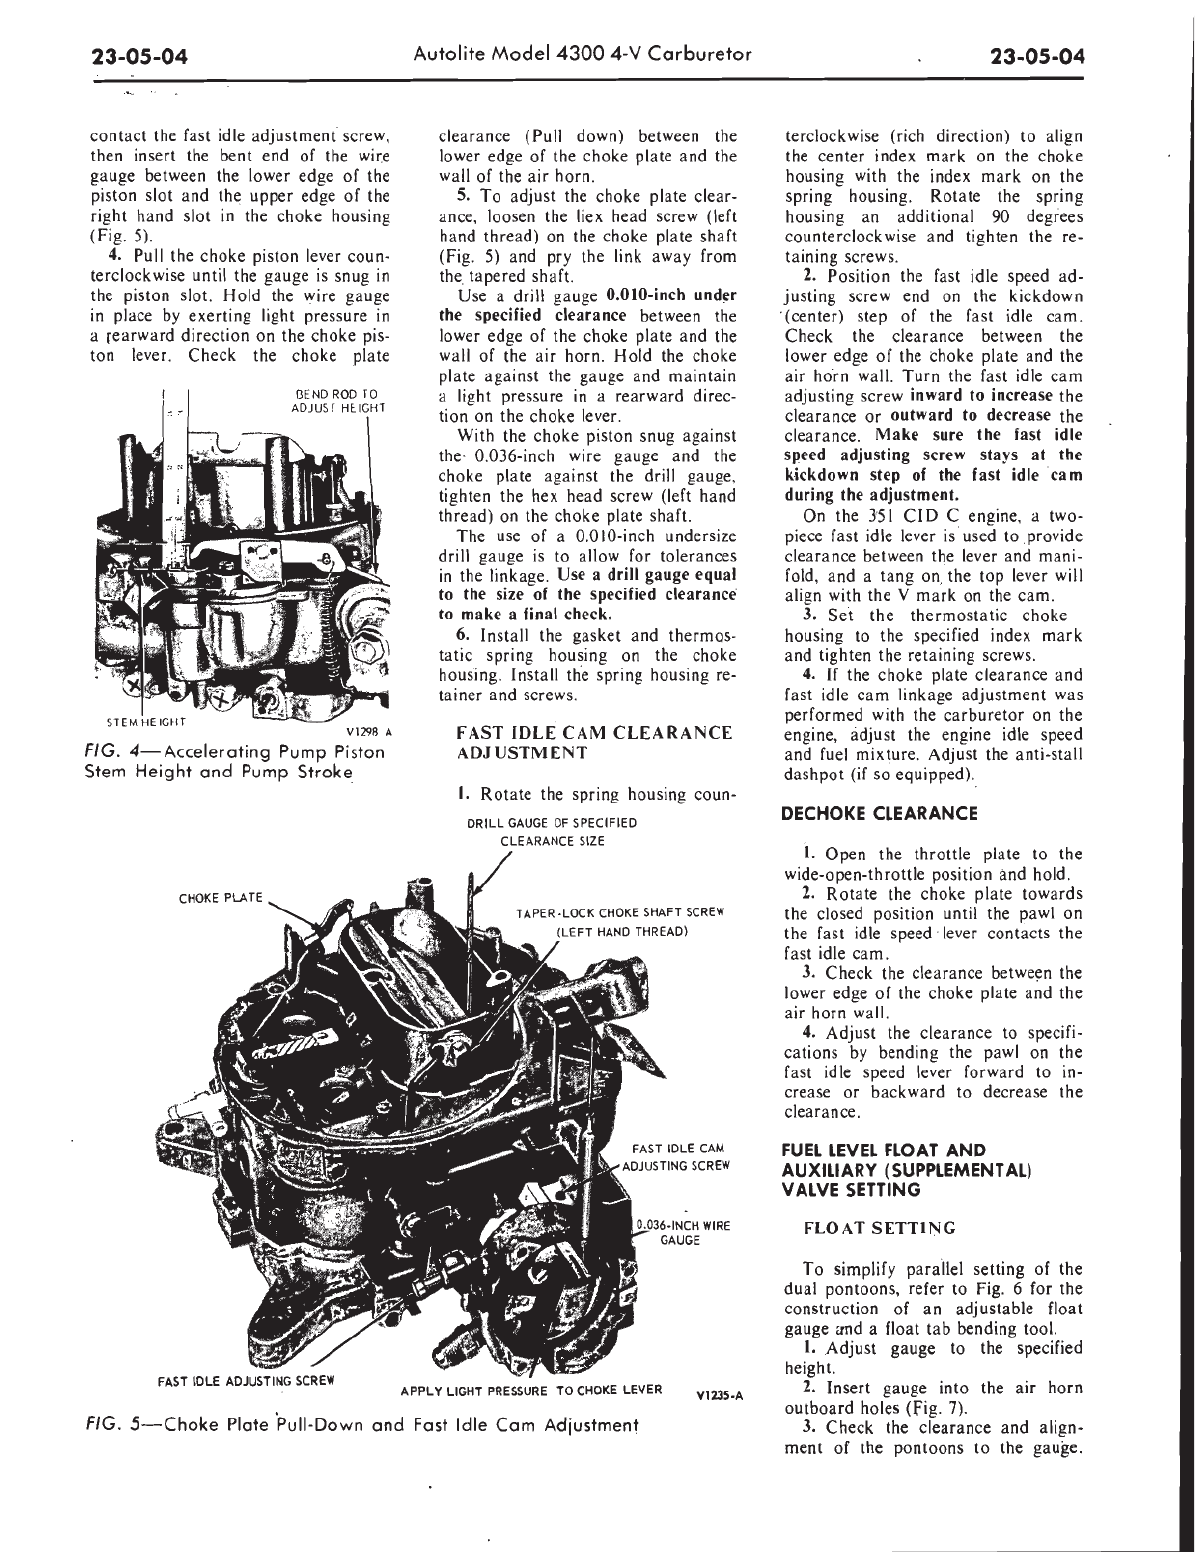 23-05-04
Autolite Model 4300 4-V Carburetor
23-05-04
contact the fast idle adjustment screw,
then insert the bent end of the wire
gauge between the lower edge of the
piston slot and the upper edge of the
right hand slot in the choke housing
(Fig. 5).
4. Pull the choke piston lever coun-
terclockwise until the gauge is snug in
the piston slot. Hold the wire gauge
in place by exerting light pressure in
a rearward direction on the choke pis-
ton lever. Check the choke plate
BEND ROD TO
ADJUST HEIGHT
STEM HEIGHT
V1298 A
FIG. 4—Accelerating Pump Piston
Stem Height and Pump Stroke
clearance (Pull down) between the
lower edge of the choke plate and the
wall of the air horn.
5. To adjust the choke plate clear-
ance, loosen the liex head screw (left
hand thread) on the choke plate shaft
(Fig. 5) and pry the link away from
the tapered shaft.
Use a drill gauge 0.010-inch under
the specified clearance between the
lower edge of the choke plate and the
wall of the air horn. Hold the choke
plate against the gauge and maintain
a light pressure in a rearward direc-
tion on the choke lever.
With the choke piston snug against
the 0.036-inch wire gauge and the
choke plate against the drill gauge,
tighten the hex head screw (left hand
thread) on the choke plate shaft.
The use of a 0.010-inch undersize
drill gauge is to allow for tolerances
in the linkage. Use a drill gauge equal
to the size of the specified clearance
to make a final check.
6. Install the gasket and thermos-
tatic spring housing on the choke
housing. Install the spring housing re-
tainer and screws.
FAST IDLE CAM CLEARANCE
ADJUSTMENT
1. Rotate the spring housing coun-
terclockwise (rich direction) to align
the center index mark on the choke
housing with the index mark on the
spring housing. Rotate the spring
housing an additional 90 degrees
counterclockwise and tighten the re-
taining screws.
2. Position the fast idle speed ad-
justing screw end on the kickdown
(center) step of the fast idle cam.
Check the clearance between the
lower edge of the choke plate and the
air horn wall. Turn the fast idle cam
adjusting screw inward to increase the
clearance or outward to decrease the
clearance. Make sure the fast idle
speed adjusting screw stays at the
kickdown step of the fast idle cam
during the adjustment.
On the 351 CID C engine, a two-
piece fast idle lever is used to provide
clearance between the lever and mani-
fold, and a tang on the top lever will
align with the V mark on the cam.
3. Set the thermostatic choke
housing to the specified index mark
and tighten the retaining screws.
4. If the choke plate clearance and
fast idle cam linkage adjustment was
performed with the carburetor on the
engine, adjust the engine idle speed
and fuel mixture. Adjust the anti-stall
dashpot (if so equipped).
DECHOKE CLEARANCE
1. Open the throttle plate to the
wide-open-throttle position and hold.
2. Rotate the choke plate towards
the closed position until the pawl on
the fast idle speed lever contacts the
fast idle cam.
3. Check the clearance between the
lower edge of the choke plate and the
air horn wall.
4. Adjust the clearance to specifi-
cations by bending the pawl on the
fast idle speed lever forward to in-
crease or backward to decrease the
clearance.
FUEL LEVEL FLOAT AND
AUXILIARY (SUPPLEMENTAL)
VALVE SETTING
FLOAT SETTING
To simplify parallel setting of the
dual pontoons, refer to Fig. 6 for the
construction of an adjustable float
gauge and a float tab bending tool.
1. Adjust gauge to the specified
height.
2. Insert gauge into the air horn
outboard holes (Fig. 7).
3. Check the clearance and align-
ment of the pontoons to the gauge.
DRILL GAUGE OF SPECIFIED
CLEARANCE SIZE
CHOKE PLATE
TAPER-LOCK CHOKE SHAFT SCREW
(LEFT HAND THREAD)
FAST IDLE CAM
ADJUSTING SCREW
0.036-INCH WIRE
GAUGE
FAST IDLE ADJUSTING SCREW
APPLY LIGHT PRESSURE TO CHOKE LEVER
V1235-A
FIG. 5—Choke Plate Pull-Down and Fast Idle Cam Adjustment